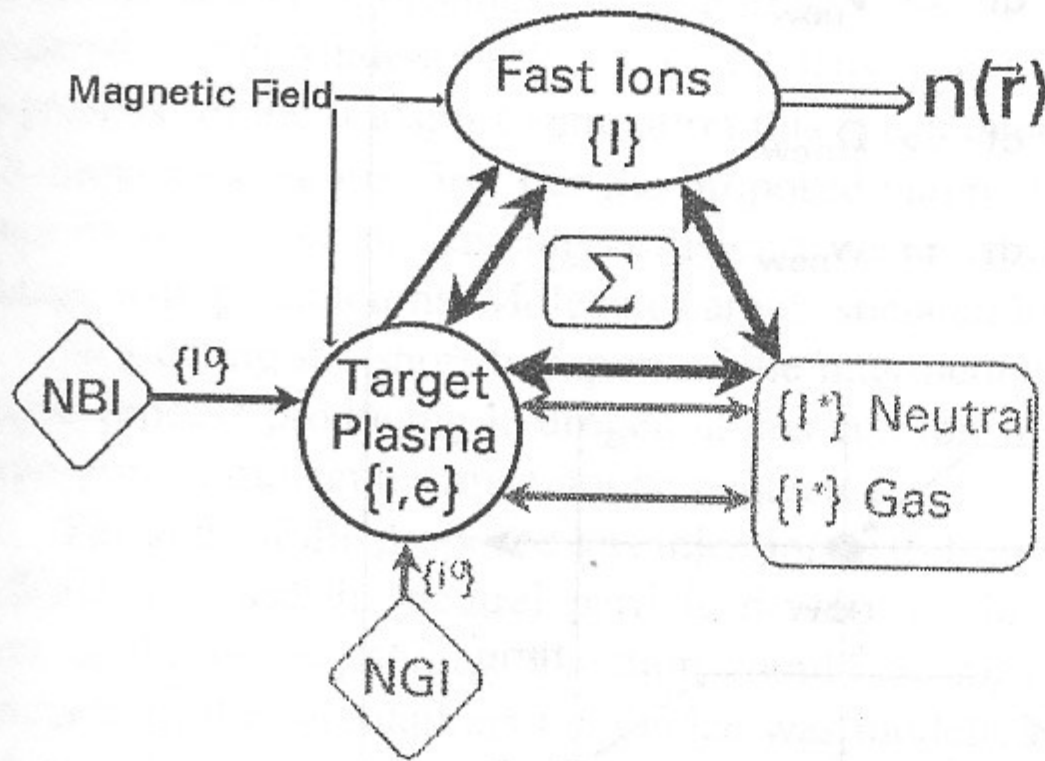 Fast Ions
{I}
n(r⃗)
Magnetic Field
Σ
NBI
{I⁰}
Target
Plasma
{i,e}
{I*} Neutral
{i*} Gas
{i⁰}
NGI